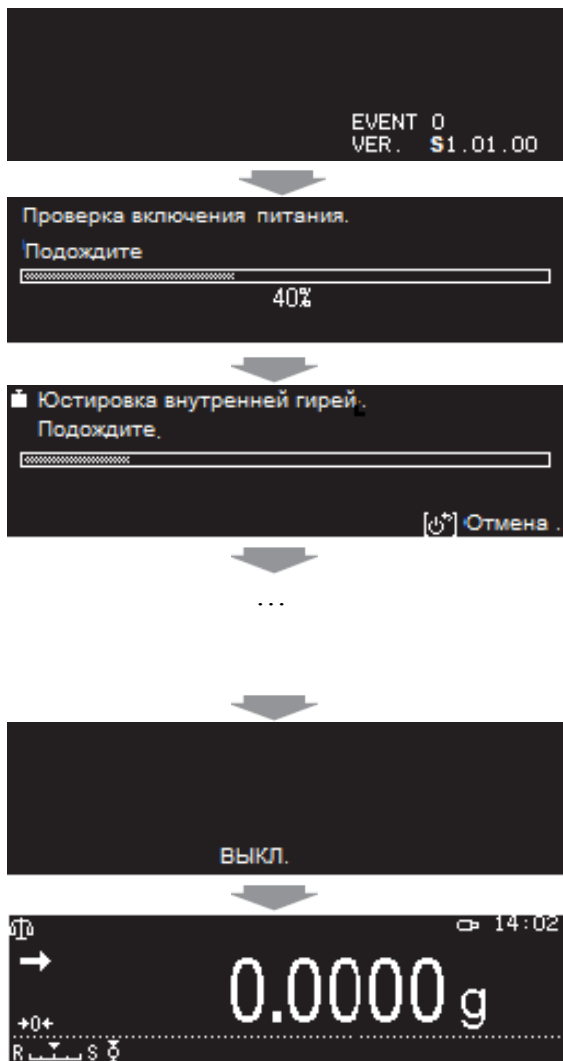 EVENT 0
VER. S1.01.00
Проверка включения питания.
Подождите
40%
Юстировка внутренней гирей.
Подождите.
Отмена .
...
ВЫКЛ.
14:02
0.0000 g
→0←
R S